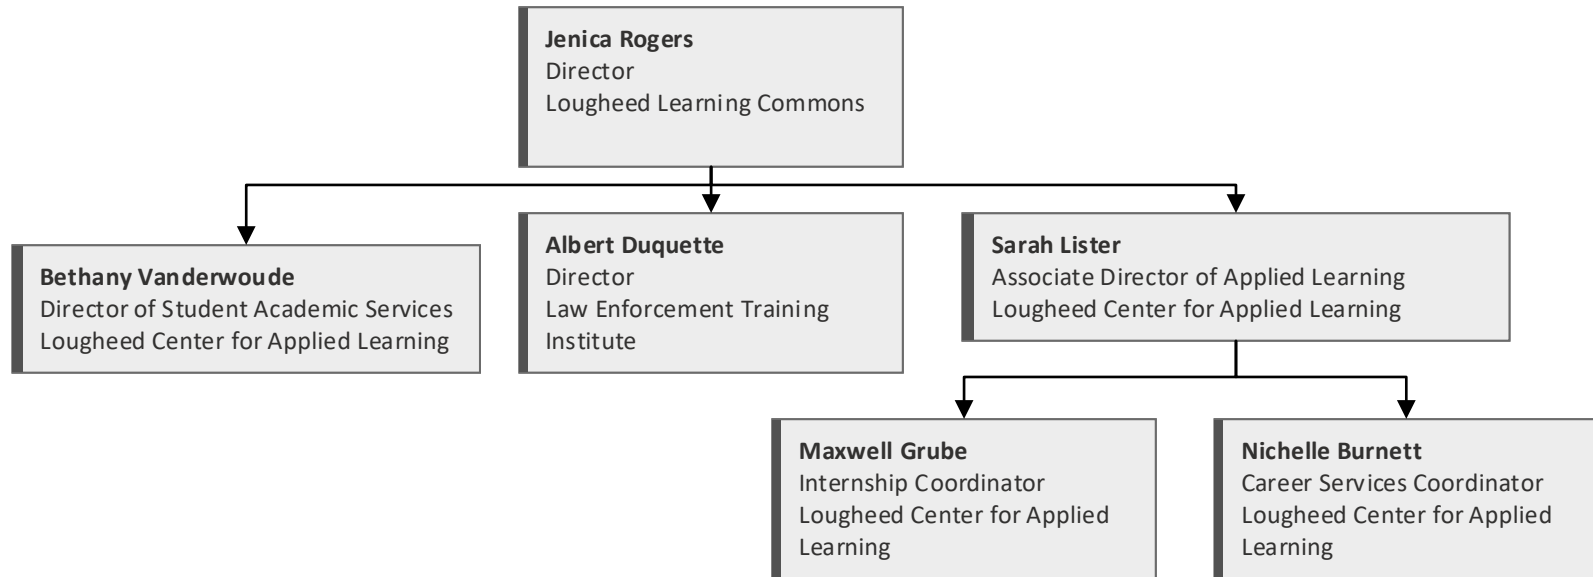 Jenica Rogers
Director
Lougheed Learning Commons
Bethany Vanderwoude
Director of Student Academic Services
Lougheed Center for Applied Learning
Albert Duquette
Director
Law Enforcement Training
Institute
Sarah Lister
Associate Director of Applied Learning
Lougheed Center for Applied Learning
Maxwell Grube
Internship Coordinator
Lougheed Center for Applied
Learning
Nichelle Burnett
Career Services Coordinator
Lougheed Center for Applied
Learning